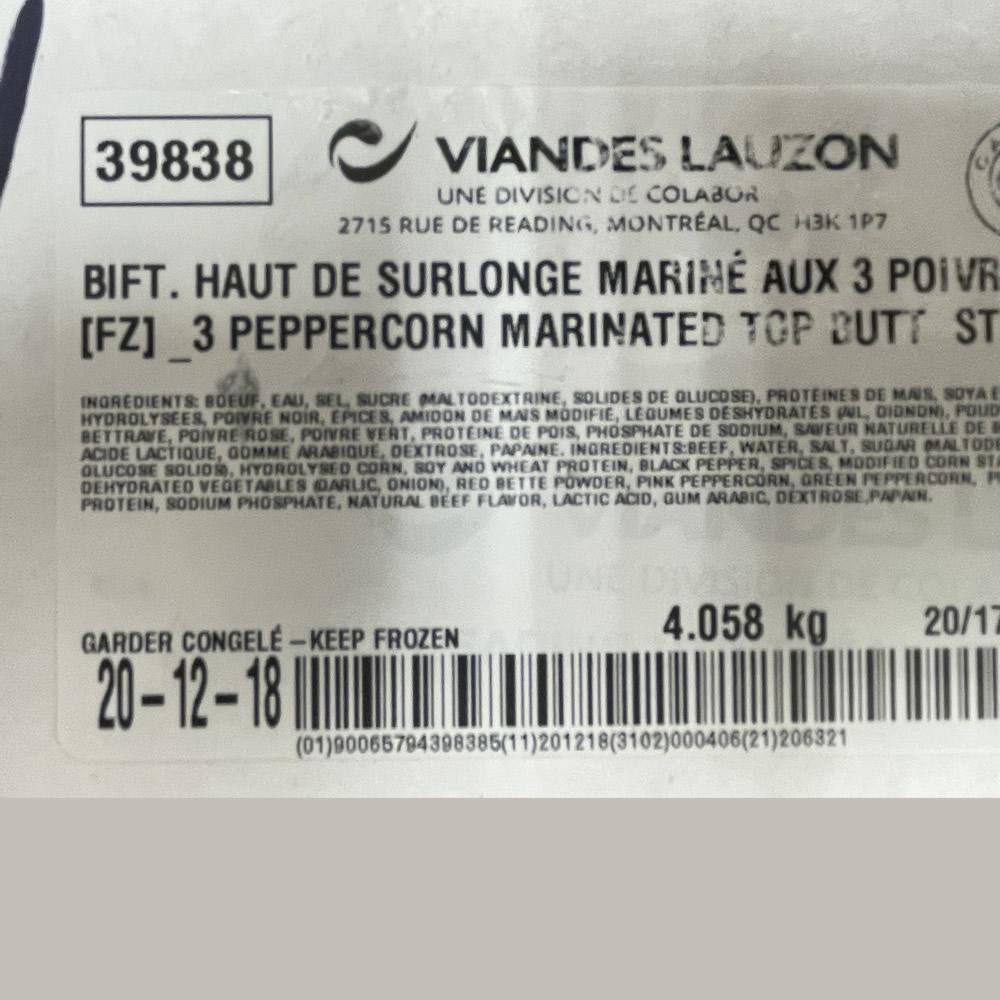 39838
VIANDES LAUZON
UNE DIVISION DE COLABOR
2715 RUE DE READING, MONTRÉAL, QC H3K 1P7
BIFT. HAUT DE SURLONGE MARINÉ AUX 3 POIVR
[FZ] _3 PEPPERCORN MARINATED TOP BUTT ST
INGRÉDIENTS: BOEUF, EAU, SEL, SUCRE (MALTODEXTRINE, SOLIDES DE GLUCOSE), PROTÉINES DE MAIS, SOYA E
HYDROLYSÉES, POIVRE NOIR, ÉPICES, AMIDON DE MAIS MODIFIÉ, LÉGUMES DÉSHYDRATÉS (AIL, OIGNON), POUD
BETTRAVE, POIVRE ROSE, POIVRE VERT, PROTÉINE DE POIS, PHOSPHATE DE SODIUM, SAVEUR NATURELLE DE B
ACIDE LACTIQUE, GOMME ARABIQUE, DEXTROSE, PAPAINE. INGREDIENTS:BEEF, WATER, SALT, SUGAR (MALTOD
GLUCOSE SOLIDS), HYDROLYSED CORN, SOY AND WHEAT PROTEIN, BLACK PEPPER, SPICES, MODIFIED CORN STA
DEHYDRATED VEGETABLES (GARLIC, ONION), RED BETTE POWDER, PINK PEPPERCORN, GREEN PEPPERCORN, P
PROTEIN, SODIUM PHOSPHATE, NATURAL BEEF FLAVOR, LACTIC ACID, GUM ARABIC, DEXTROSE,PAPAIN.
4.058 kg 20/17
GARDER CONGELÉ – KEEP FROZEN
20-12-18
(01)90065794398385(11)201218(3102)000406(21)206321